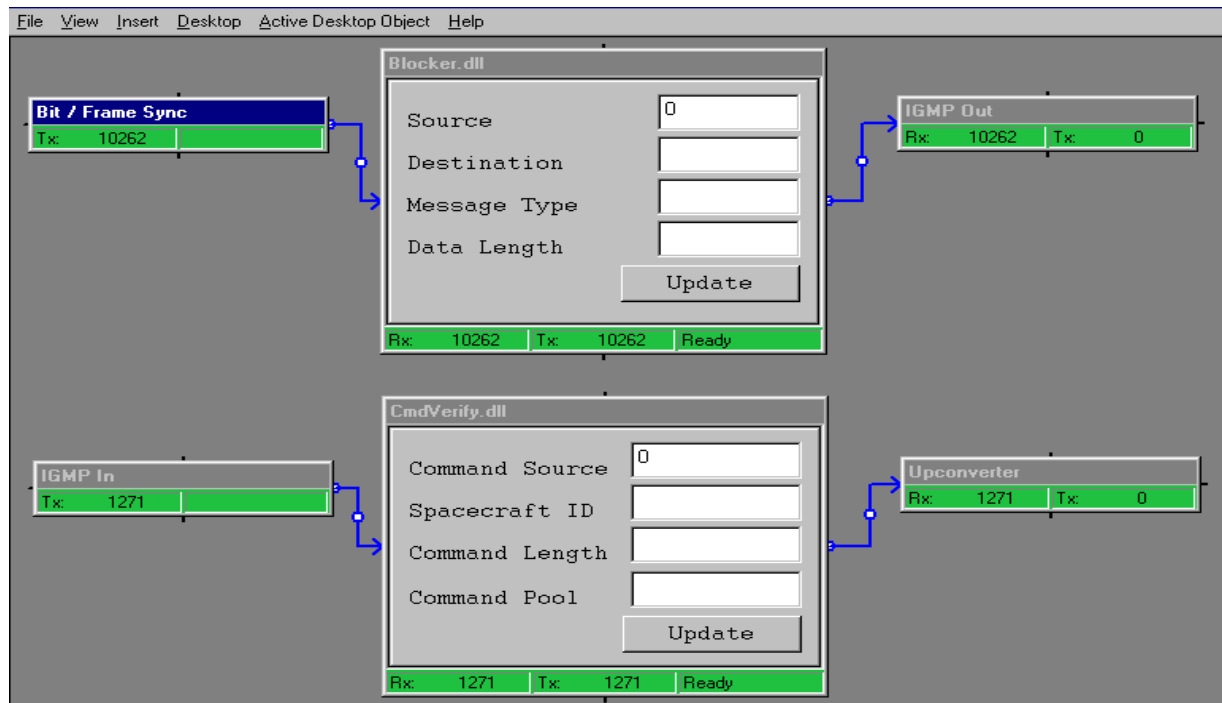 File View Insert Desktop Active Desktop Object Help
Blocker.dll
Source 0
Destination
Message Type
Data Length
Update
Rx: 10262 Tx: 10262 Ready
Bit / Frame Sync
Tx: 10262
IGMP Out
Rx: 10262 Tx: 0
CmdVerify.dll
Command Source 0
Spacecraft ID
Command Length
Command Pool
Update
Rx: 1271 Tx: 1271 Ready
IGMP In
Tx: 1271
Upconverter
Rx: 1271 Tx: 0